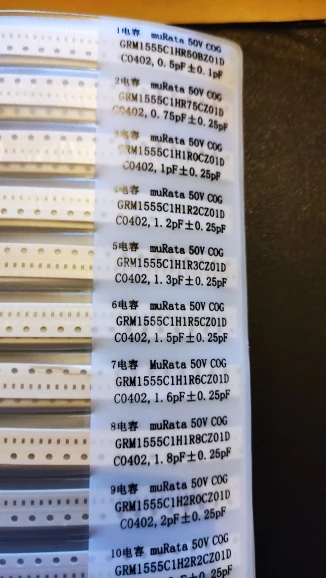 1电容 muRata 50V COG
GRM1555C1HR50BZ01D
C0402, 0.5pF±0.1pF
2电容 muRata 50V COG
GRM1555C1HR75CZ01D
C0402, 0.75pF±0.25pF
3电容 muRata 50V COG
GRM1555C1H1R0CZ01D
C0402, 1pF±0.25pF
4电容 muRata 50V COG
GRM1555C1H1R2CZ01D
C0402, 1.2pF±0.25pF
5电容 muRata 50V COG
GRM1555C1H1R3CZ01D
C0402, 1.3pF±0.25pF
6电容 muRata 50V COG
GRM1555C1H1R5CZ01D
C0402, 1.5pF±0.25pF
7电容 MuRata 50V COG
GRM1555C1H1R6CZ01D
C0402, 1.6pF±0.25pF
8电容 muRata 50V COG
GRM1555C1H1R8CZ01D
C0402, 1.8pF±0.25pF
9电容 muRata 50V COG
GRM1555C1H2R0CZ01D
C0402, 2pF±0.25pF
10电容 muRata 50V COG
GRM1555C1H2R2CZ01D